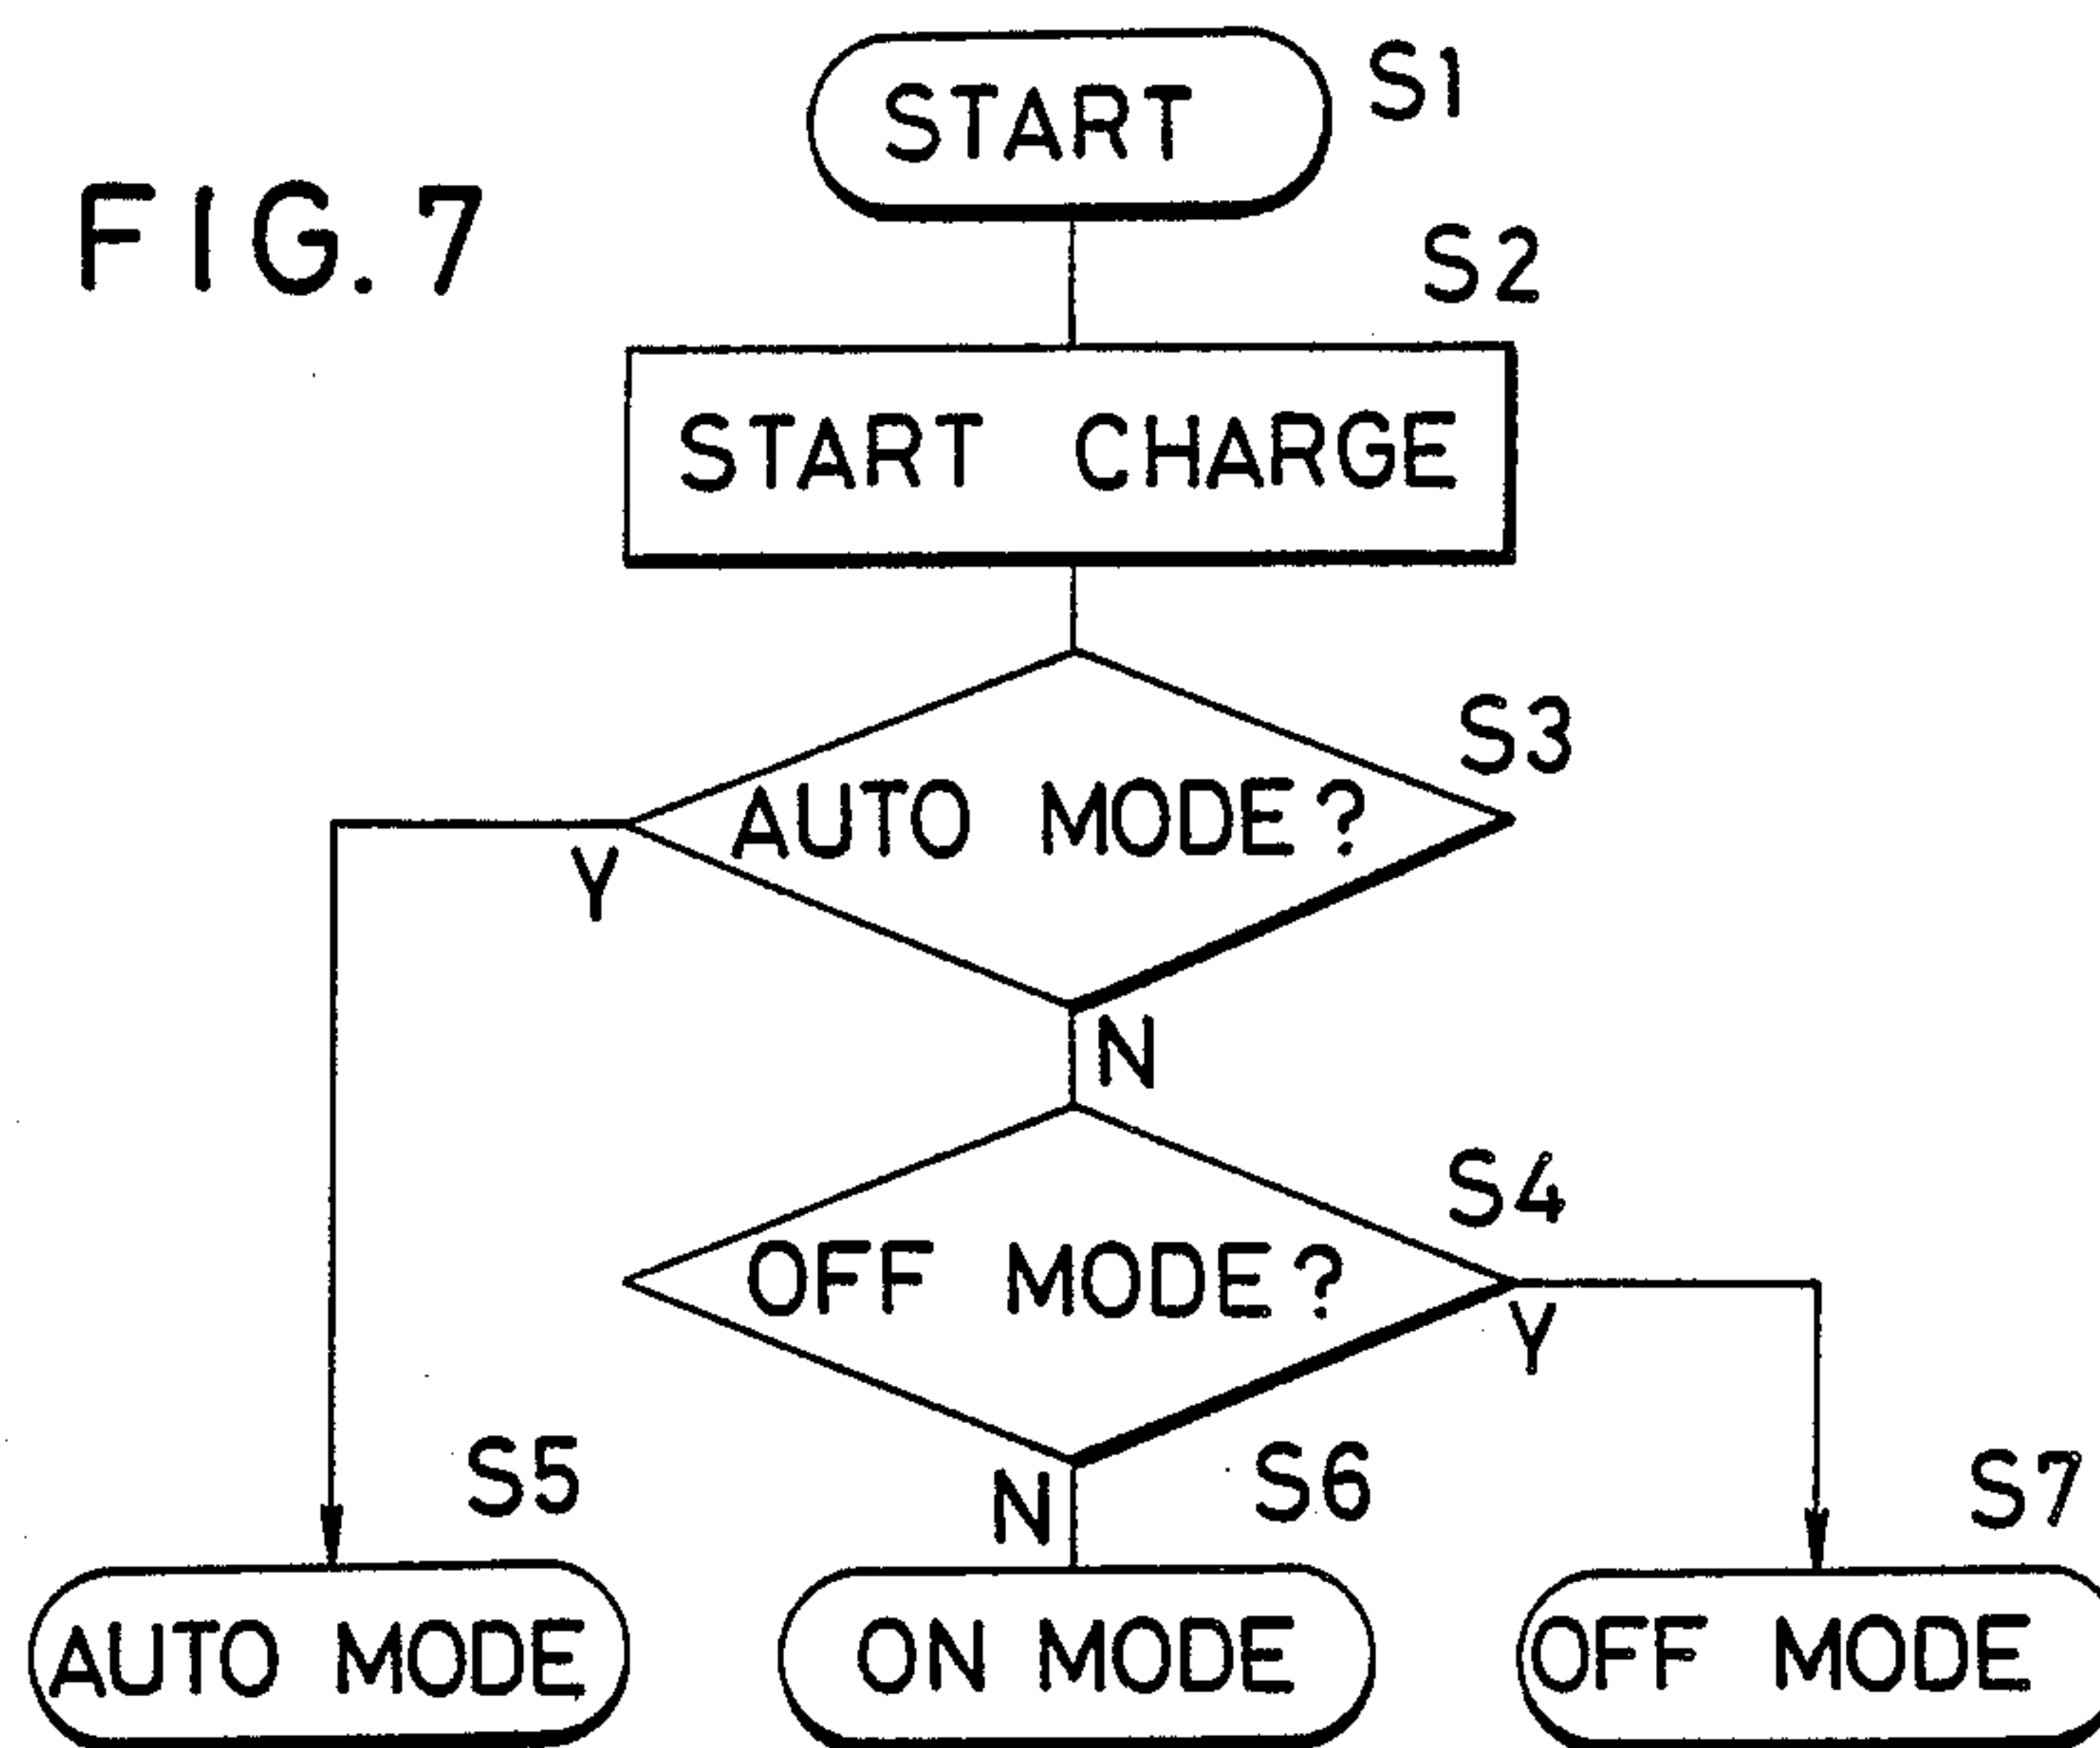 START S1
FIG. 7
S2
START CHARGE
S3
AUTO MODE?
Y
N
S4
OFF MODE?
Y
S5
N
S6
S7
AUTO MODE
ON MODE
OFF MODE